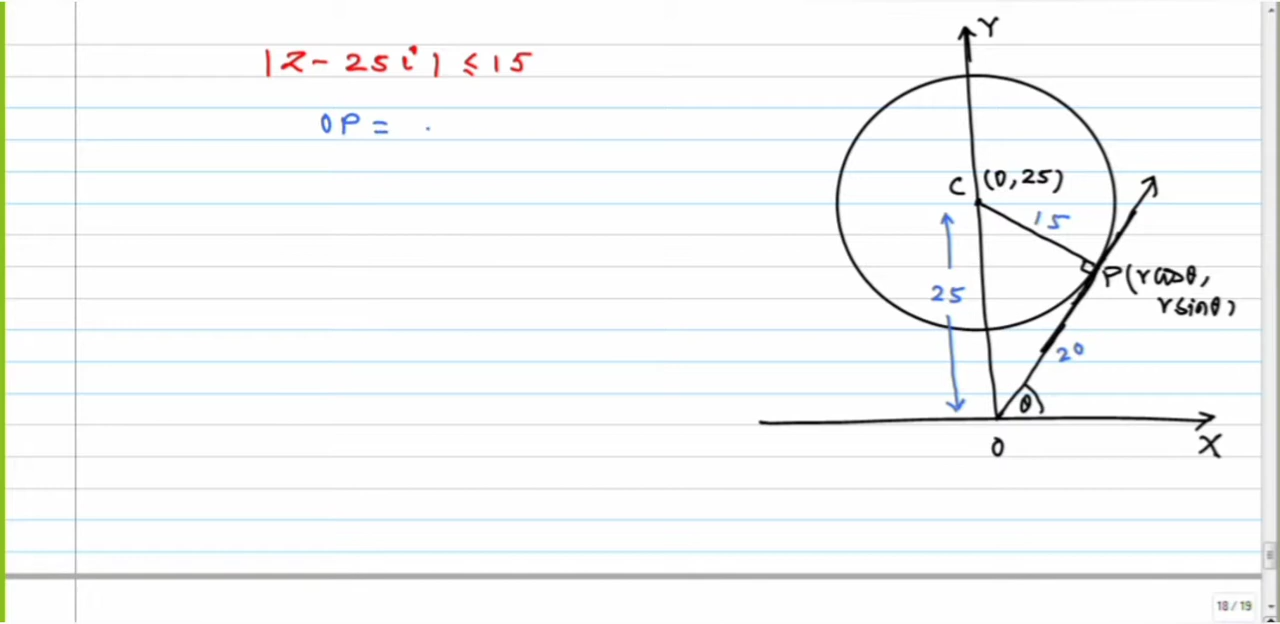 |z - 25i| ≤ 15
OP =
Y
C (0,25)
15
P(rcosθ,
rsinθ)
25
20
θ
O
X
18 / 19